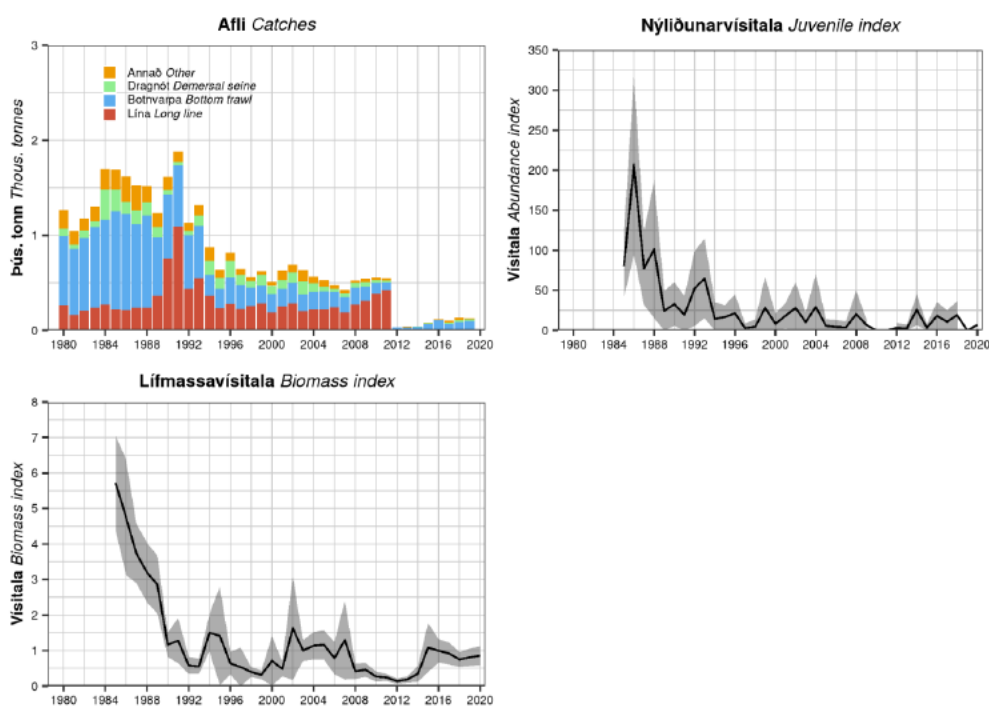 Afli Catches
3
2
1
0
Þús. tonn Thous. tonnes
Annað Other
Dragnót Demersal seine
Botnvarpa Bottom trawl
Lína Long line
1980 1984 1988 1992 1996 2000 2004 2008 2012 2016 2020
Nýliðunarvísitala Juvenile index
350
300
250
200
150
100
50
0
Vísitala Abundance index
1980 1984 1988 1992 1996 2000 2004 2008 2012 2016 2020
Lífmassavísitala Biomass index
8
7
6
5
4
3
2
1
0
Vísitala Biomass index
1980 1984 1988 1992 1996 2000 2004 2008 2012 2016 2020